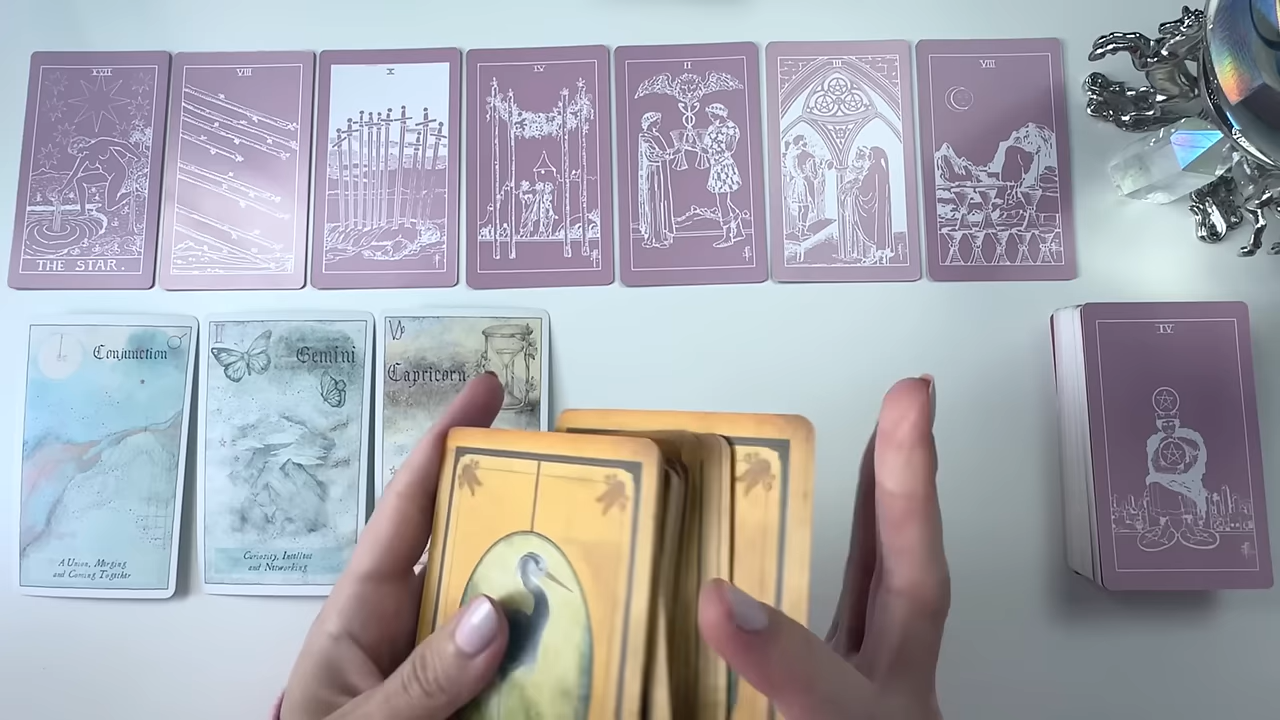 XVII
VIII
X
IV
II
III
VIII
THE STAR.
IV
Conjunction
A Union, Merging
and Coming Together
Gemini
Curiosity, Intellect
and Networking
Capricorn